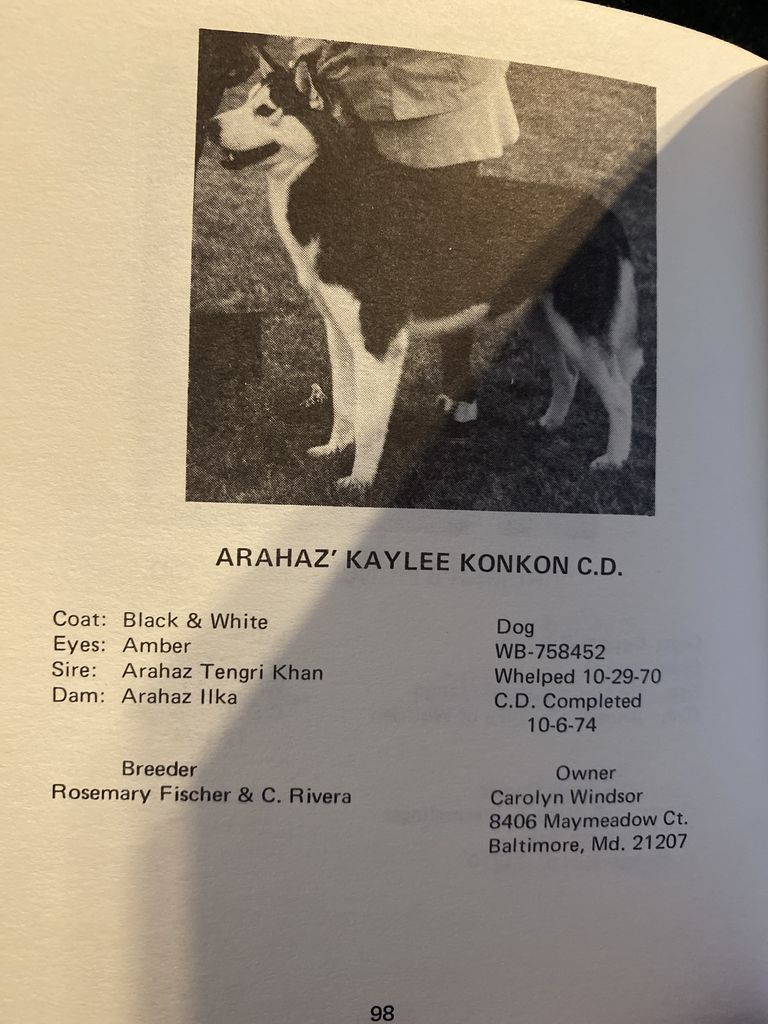 ARAHAZ' KAYLEE KONKON C.D.
Coat: Black & White
Eyes: Amber
Sire: Arahaz Tengri Khan
Dam: Arahaz Ilka
Dog
WB-758452
Whelped 10-29-70
C.D. Completed
10-6-74
Breeder
Rosemary Fischer & C. Rivera
Owner
Carolyn Windsor
8406 Maymeadow Ct.
Baltimore, Md. 21207
98